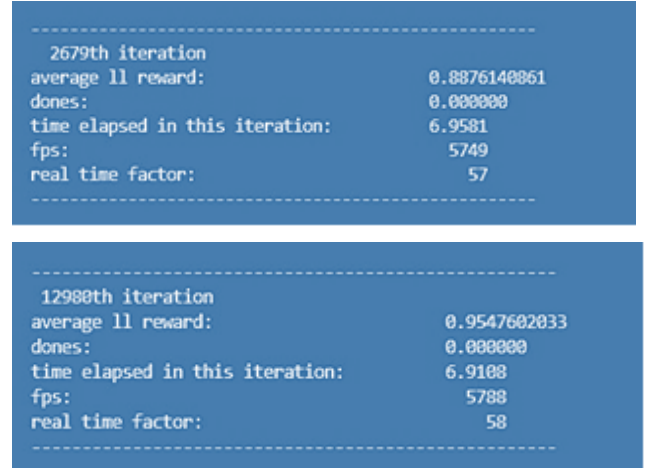 --------------------------------------------------
2679th iteration
average ll reward: 0.8876140861
dones: 0.000000
time elapsed in this iteration: 6.9581
fps: 5749
real time factor: 57
--------------------------------------------------
--------------------------------------------------
12980th iteration
average ll reward: 0.9547602033
dones: 0.000000
time elapsed in this iteration: 6.9108
fps: 5788
real time factor: 58
--------------------------------------------------